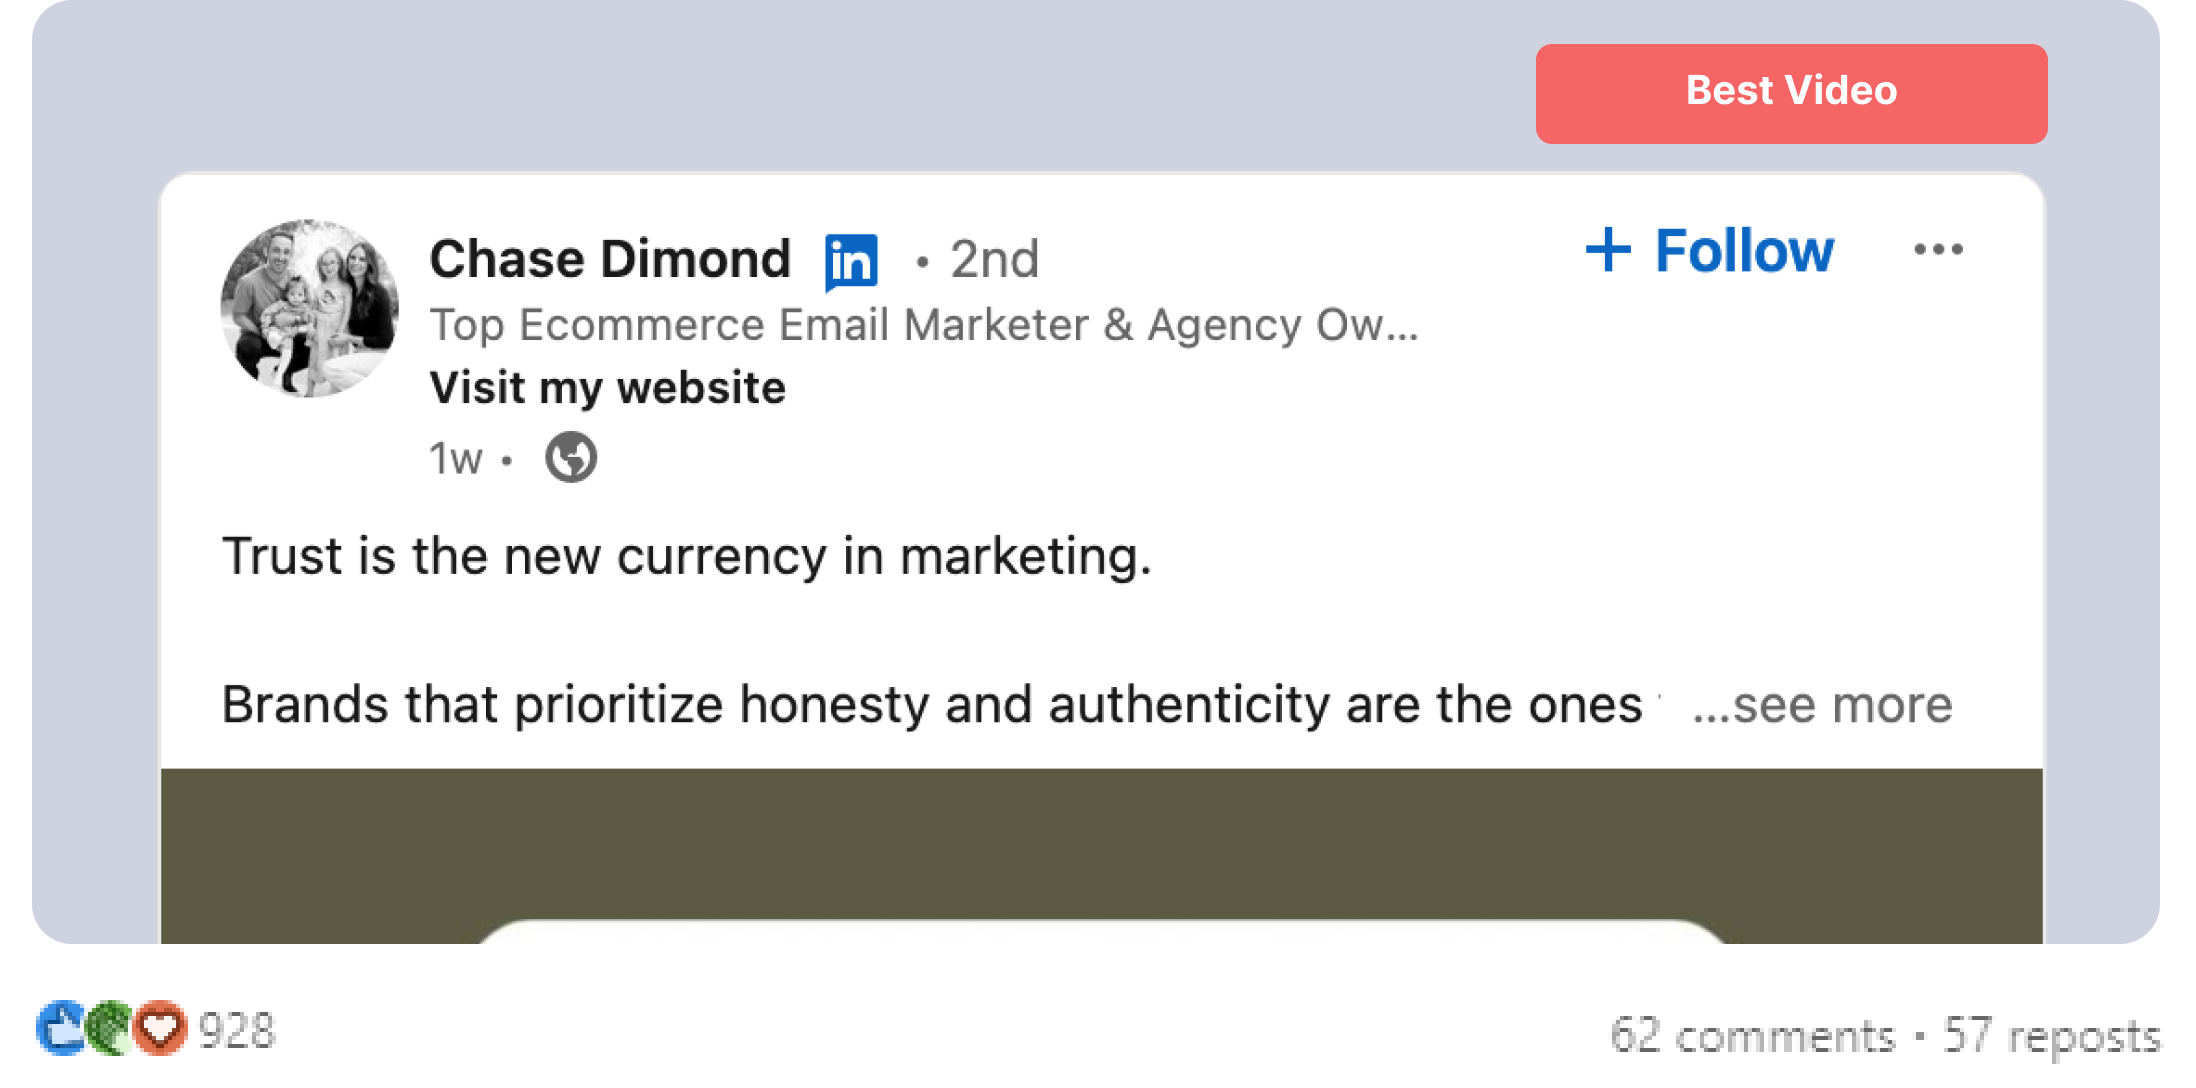 Best Video
Chase Dimond in • 2nd
+ Follow ...
Top Ecommerce Email Marketer & Agency Ow...
Visit my website
1w •
Trust is the new currency in marketing.
Brands that prioritize honesty and authenticity are the ones ...see more
928
62 comments • 57 reposts